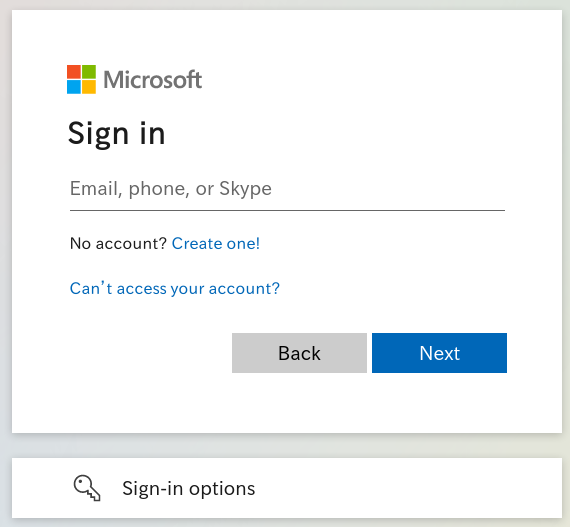 Microsoft
Sign in
Email, phone, or Skype
No account? Create one!
Can’t access your account?
Back Next
Sign-in options